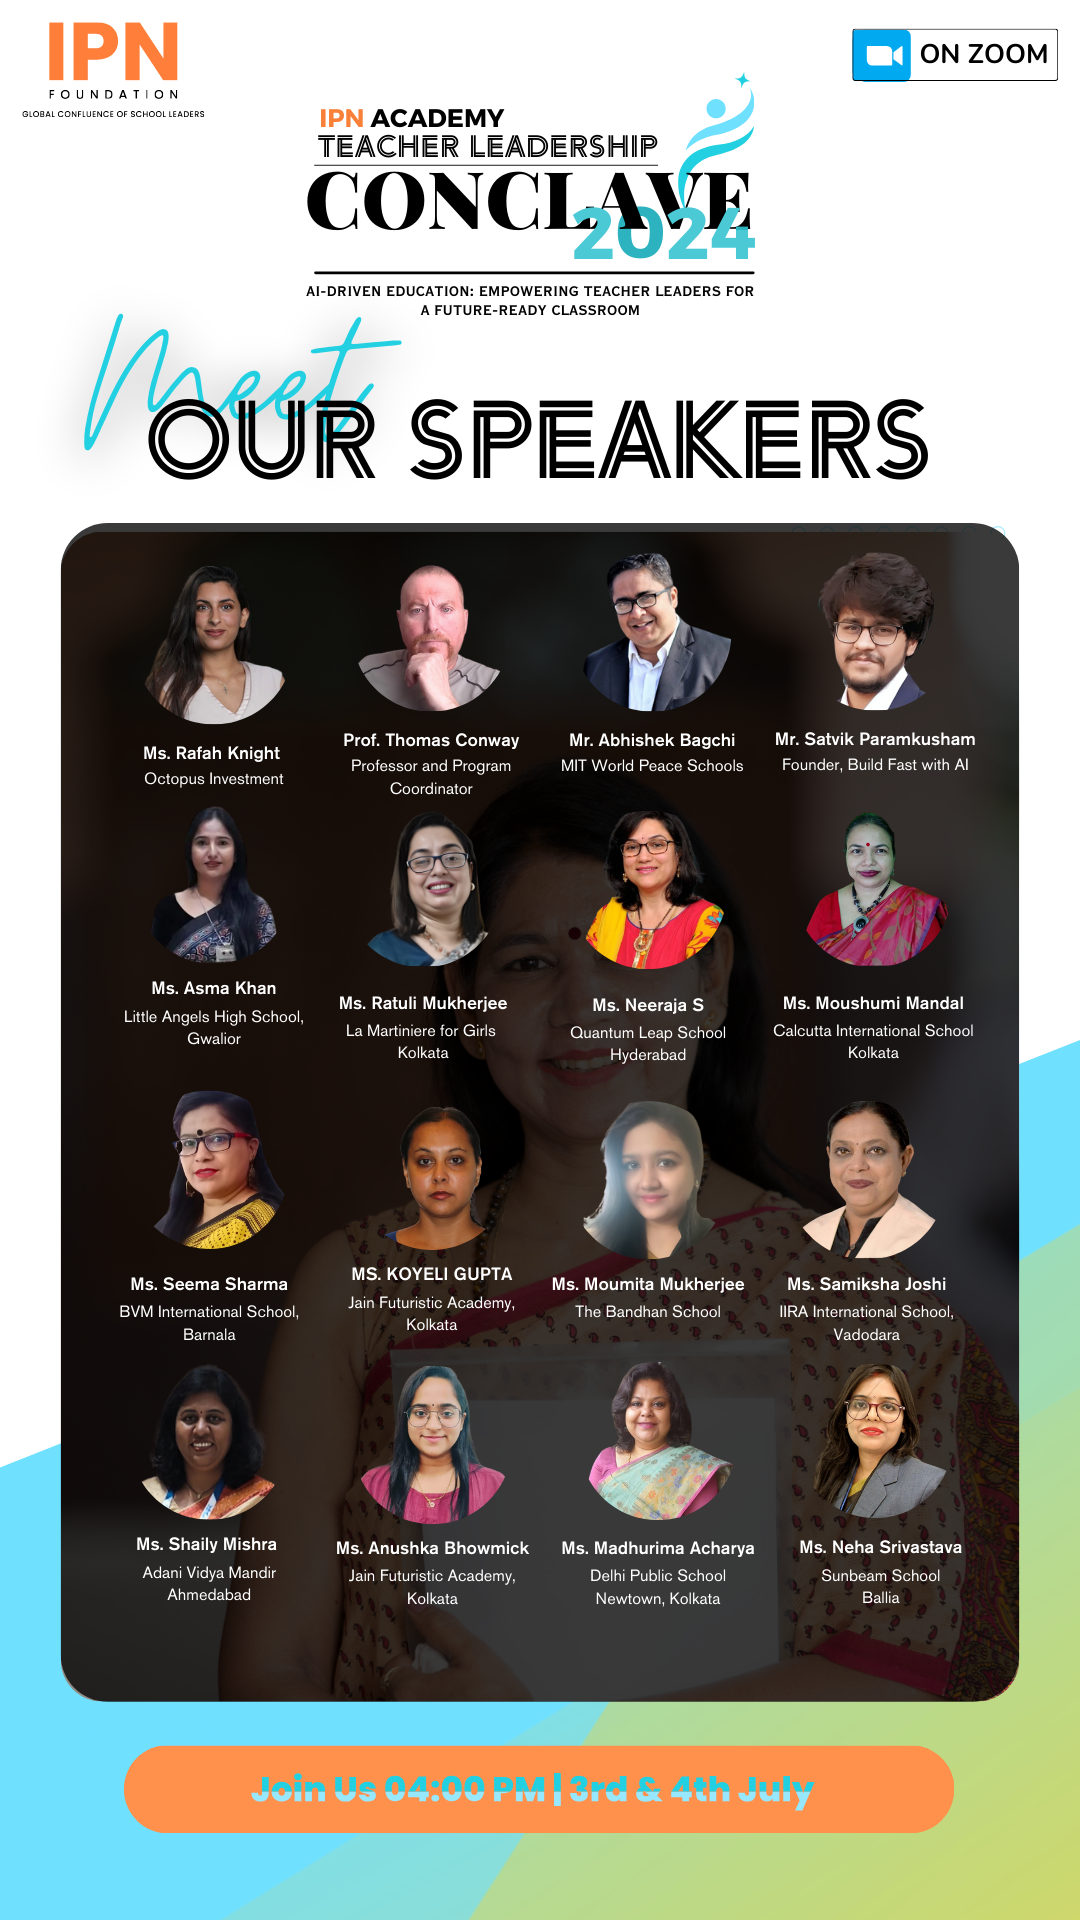 IPN
FOUNDATION
GLOBAL CONFLUENCE OF SCHOOL LEADERS
ON ZOOM
IPN ACADEMY
TEACHER LEADERSHIP
CONCLAVE
2024
AI-DRIVEN EDUCATION: EMPOWERING TEACHER LEADERS FOR
A FUTURE-READY CLASSROOM
Meet
OUR SPEAKERS
Ms. Rafah Knight
Octopus Investment
Prof. Thomas Conway
Professor and Program
Coordinator
Mr. Abhishek Bagchi
MIT World Peace Schools
Mr. Satvik Paramkusham
Founder, Build Fast with AI
Ms. Asma Khan
Little Angels High School,
Gwalior
Ms. Ratuli Mukherjee
La Martiniere for Girls
Kolkata
Ms. Neeraja S
Quantum Leap School
Hyderabad
Ms. Moushumi Mandal
Calcutta International School
Kolkata
Ms. Seema Sharma
BVM International School,
Barnala
MS. KOYELI GUPTA
Jain Futuristic Academy,
Kolkata
Ms. Moumita Mukherjee
The Bandhan School
Ms. Samiksha Joshi
IIRA International School,
Vadodara
Ms. Shaily Mishra
Adani Vidya Mandir
Ahmedabad
Ms. Anushka Bhowmick
Jain Futuristic Academy,
Kolkata
Ms. Madhurima Acharya
Delhi Public School
Newtown, Kolkata
Ms. Neha Srivastava
Sunbeam School
Ballia
Join Us 04:00 PM | 3rd & 4th July